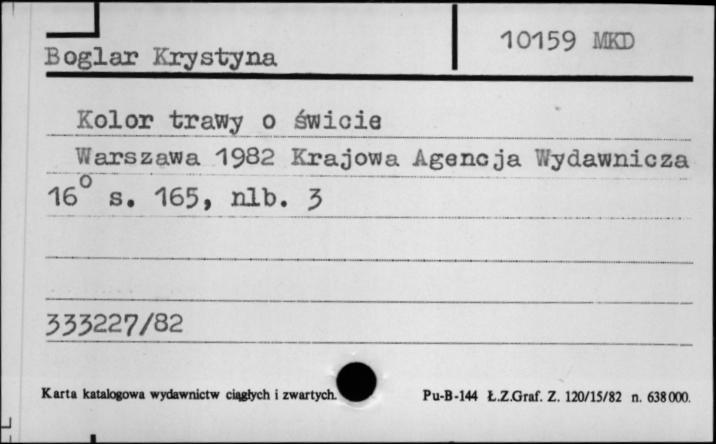 10159 MKD
Boglar Krystyna
Kolor trawy o świcie
Warszawa 1982 Krajowa Agencja Wydawnicza
16° s. 165, nlb. 3
333227/82
Karta katalogowa wydawnictw ciągłych i zwartych. Pu-B-144 Ł.Z.Graf. Z. 120/15/82 n. 638000.